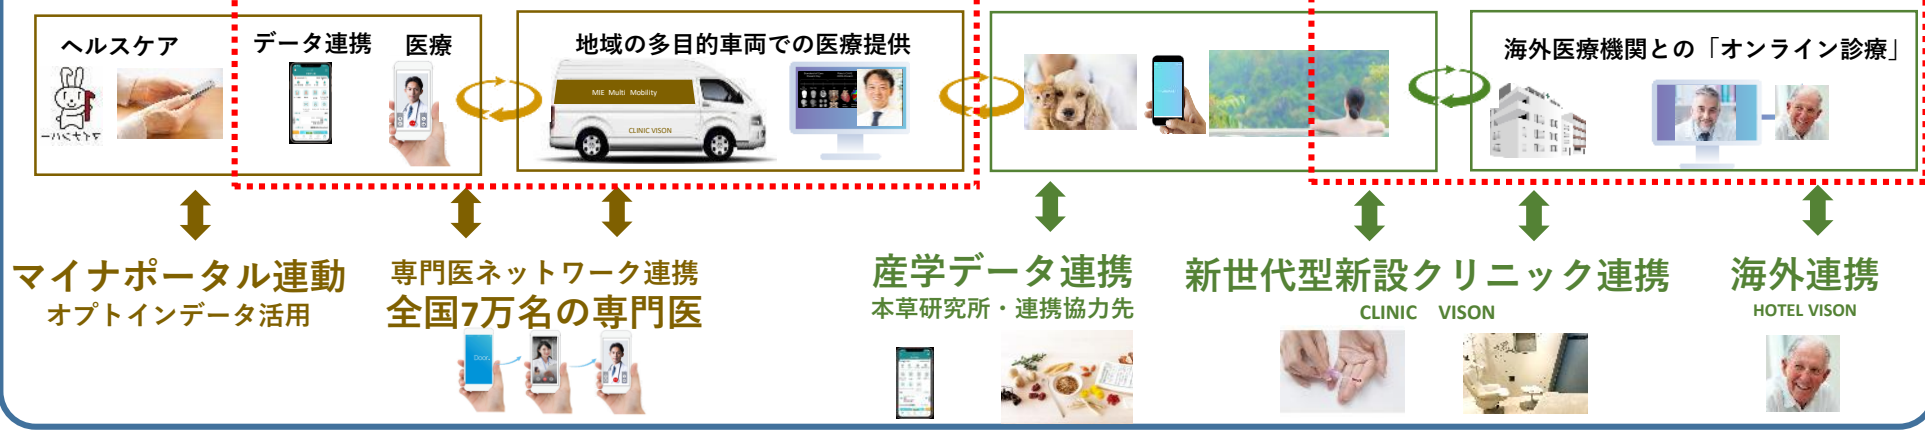 ヘルスケア
データ連携
医療
地域の多目的車両での医療提供
海外医療機関との「オンライン診療」
MIE Multi Mobility
CLINIC VISON
マイナポータル連動
オプトインデータ活用
専門医ネットワーク連携
全国7万名の専門医
産学データ連携
本草研究所・連携協力先
新世代型新設クリニック連携
CLINIC VISON
海外連携
HOTEL VISON
Door.